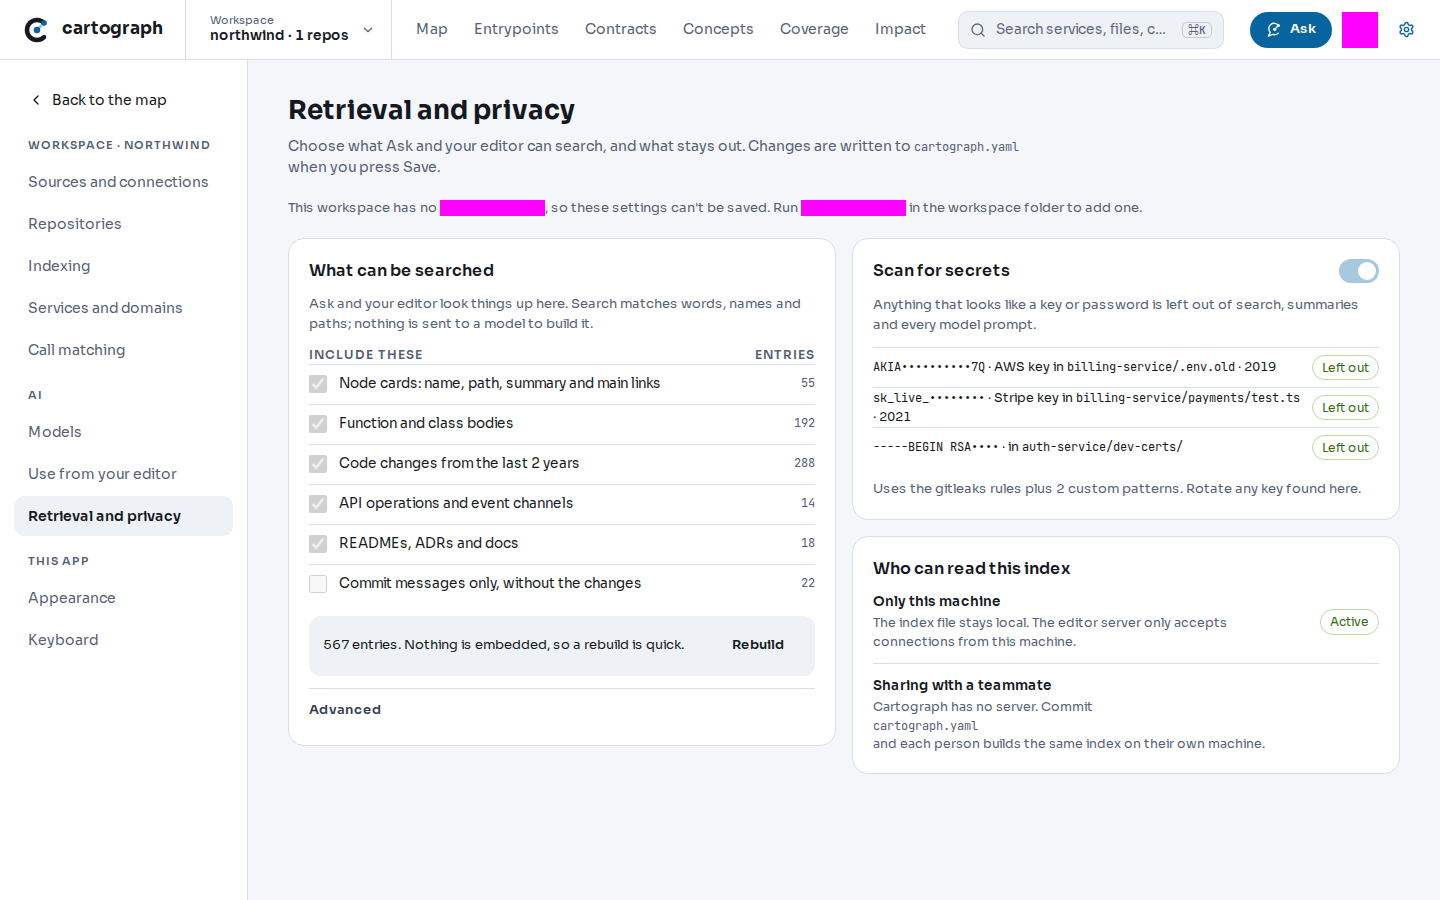 cartograph
Workspace
northwind · 1 repos
Map
Entrypoints
Contracts
Concepts
Coverage
Impact
Search services, files, c...
⌘K
Ask
Back to the map
WORKSPACE · NORTHWIND
Sources and connections
Repositories
Indexing
Services and domains
Call matching
AI
Models
Use from your editor
Retrieval and privacy
THIS APP
Appearance
Keyboard
Retrieval and privacy
Choose what Ask and your editor can search, and what stays out. Changes are written to cartograph.yaml
when you press Save.
This workspace has no , so these settings can't be saved. Run in the workspace folder to add one.
What can be searched
Ask and your editor look things up here. Search matches words, names and
paths; nothing is sent to a model to build it.
INCLUDE THESE ENTRIES
Node cards: name, path, summary and main links 55
Function and class bodies 192
Code changes from the last 2 years 288
API operations and event channels 14
READMEs, ADRs and docs 18
Commit messages only, without the changes 22
567 entries. Nothing is embedded, so a rebuild is quick. Rebuild
Advanced
Scan for secrets
Anything that looks like a key or password is left out of search, summaries
and every model prompt.
AKIA••••••••••7Q · AWS key in billing-service/.env.old · 2019 Left out
sk_live_•••••••• · Stripe key in billing-service/payments/test.ts
· 2021 Left out
-----BEGIN RSA•••• · in auth-service/dev-certs/ Left out
Uses the gitleaks rules plus 2 custom patterns. Rotate any key found here.
Who can read this index
Only this machine
The index file stays local. The editor server only accepts
connections from this machine.
Active
Sharing with a teammate
Cartograph has no server. Commit
cartograph.yaml
and each person builds the same index on their own machine.